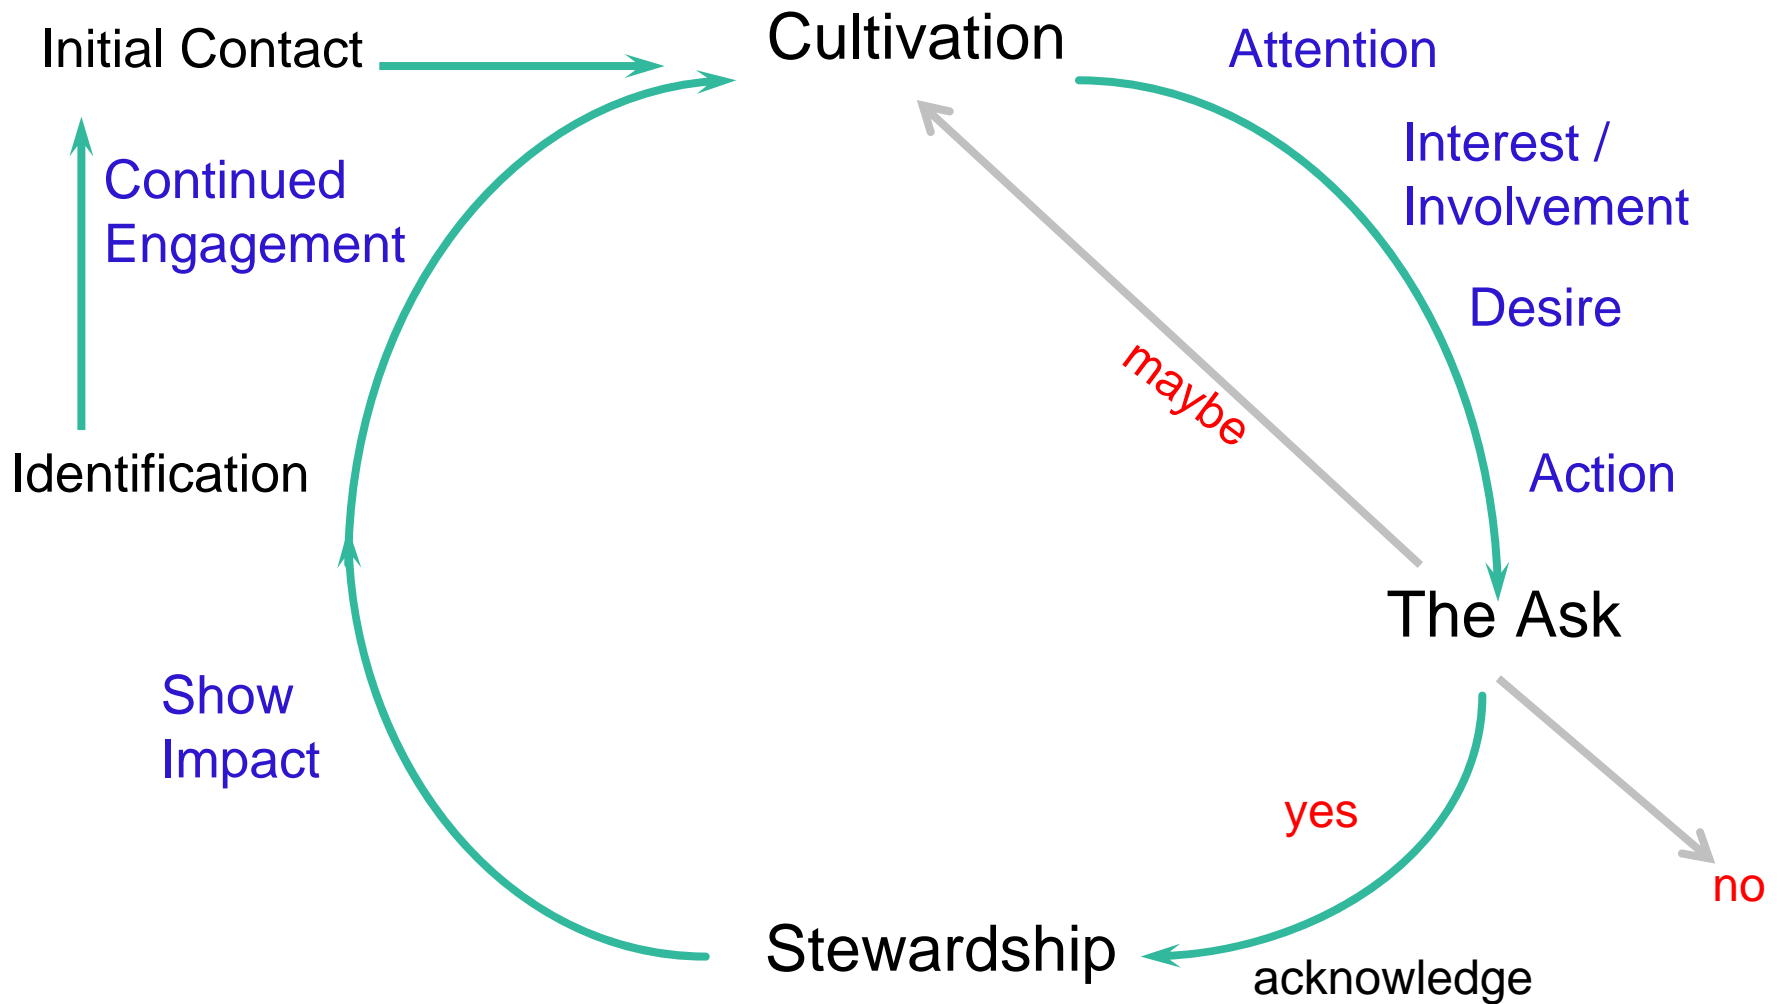 Initial Contact
Cultivation
Attention
Interest /
Involvement
Continued
Engagement
Desire
maybe
Identification
Action
The Ask
Show
Impact
yes
no
Stewardship
acknowledge